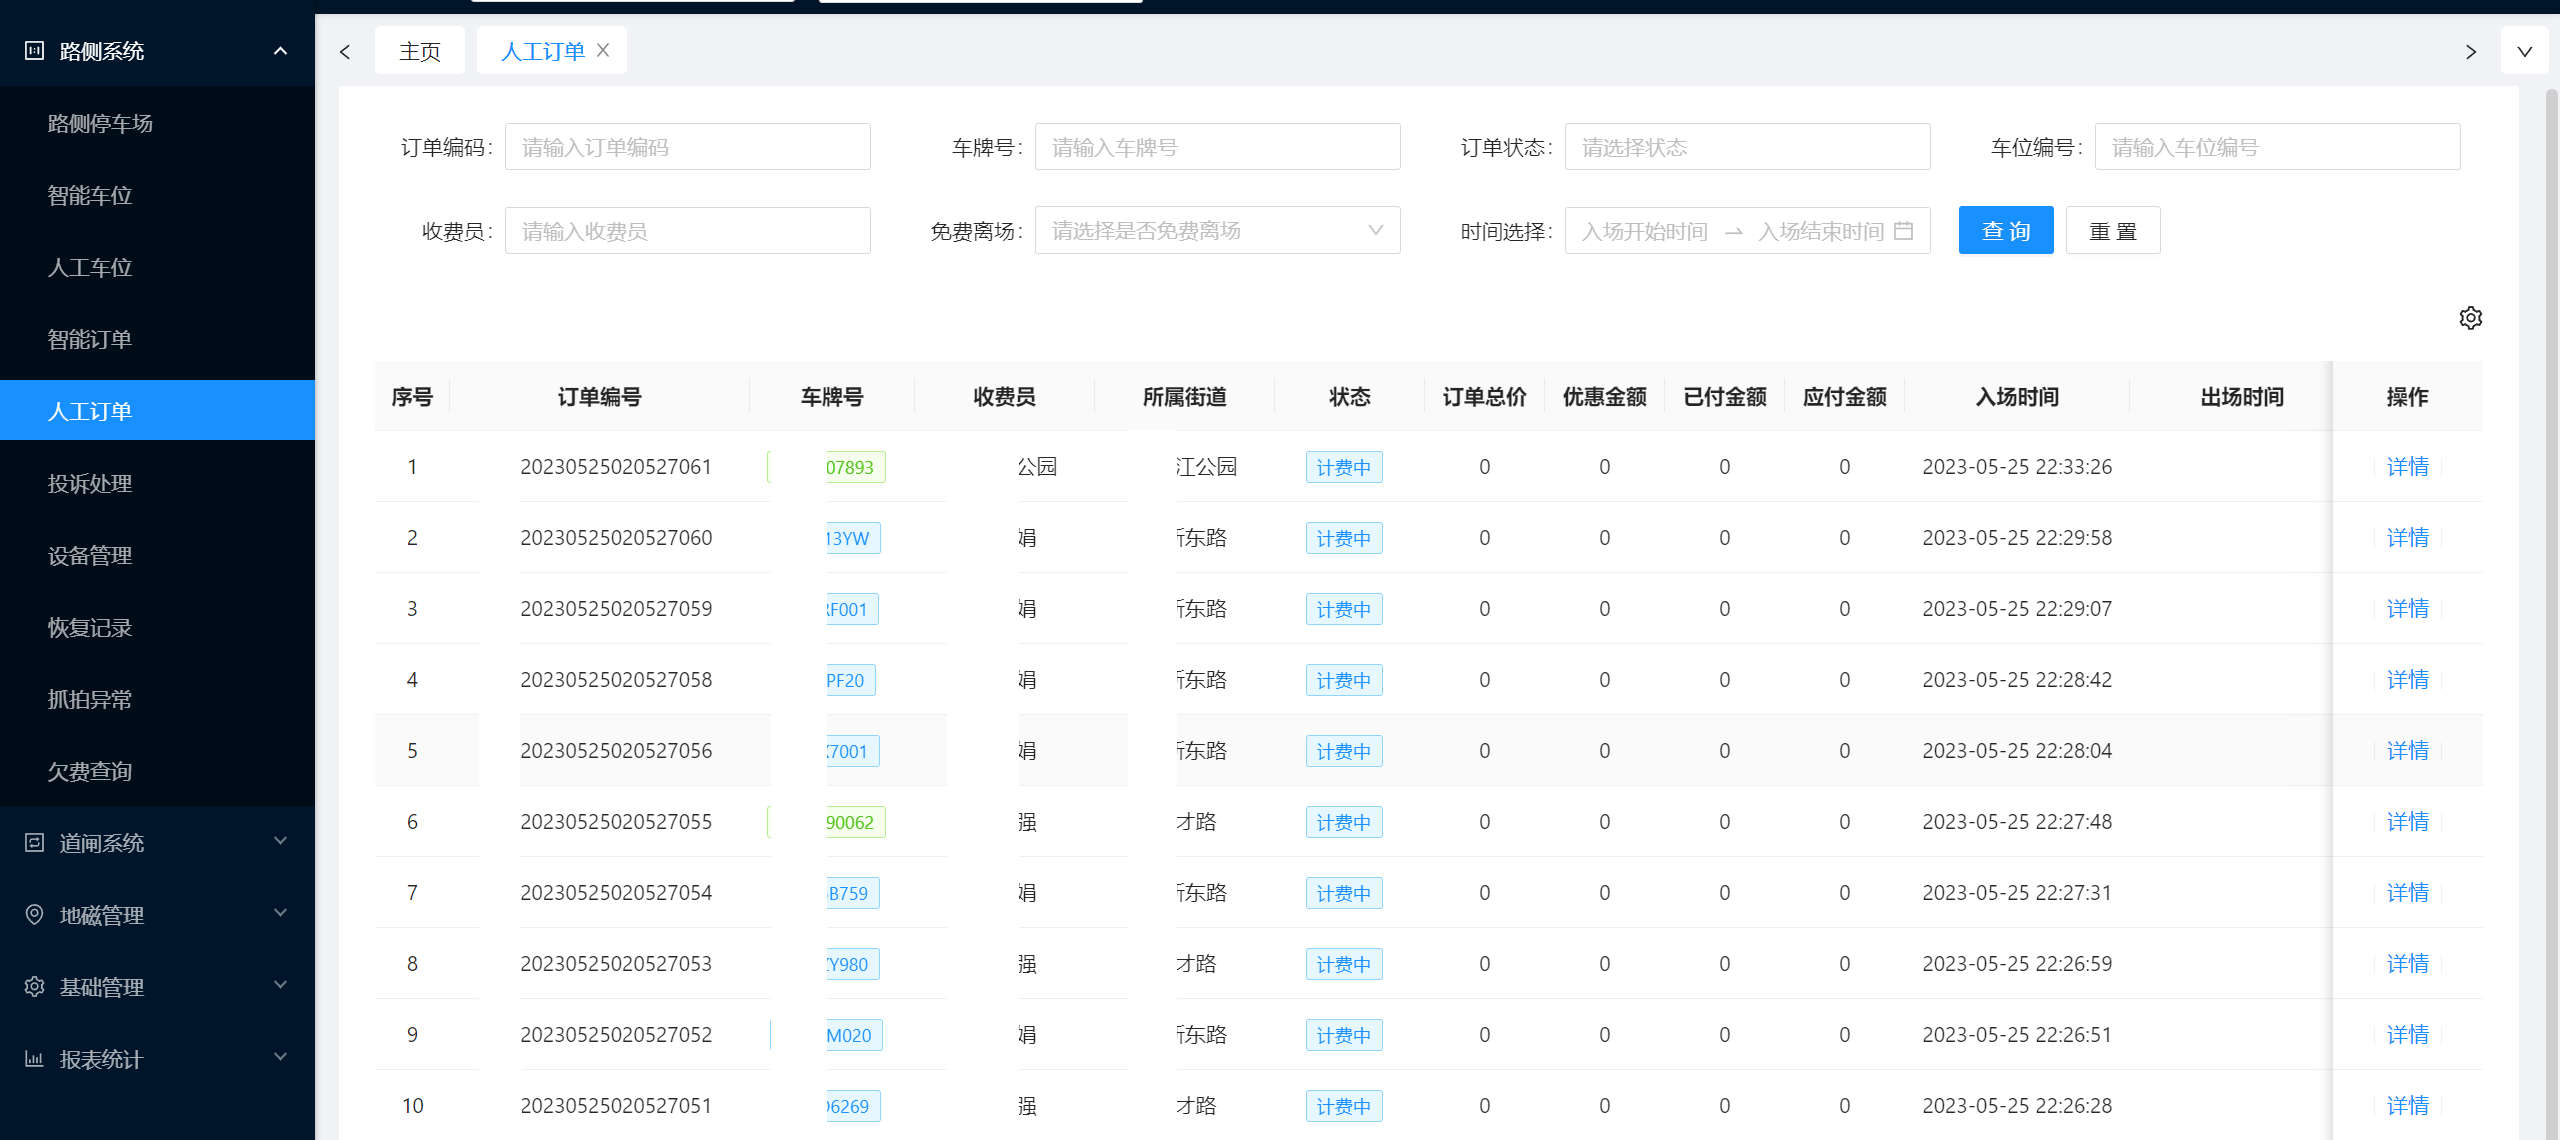 路侧系统
路侧停车场
智能车位
人工车位
智能订单
人工订单
投诉处理
设备管理
恢复记录
抓拍异常
欠费查询
道闸系统
地磁管理
基础管理
报表统计
主页 人工订单
订单编码: 请输入订单编码 车牌号: 请输入车牌号 订单状态: 请选择状态 车位编号: 请输入车位编号
收费员: 请输入收费员 免费离场: 请选择是否免费离场 时间选择: 入场开始时间 → 入场结束时间 查 询 重 置
序号 订单编号 车牌号 收费员 所属街道 状态 订单总价 优惠金额 已付金额 应付金额 入场时间 出场时间 操作
1 20230525020527061 07893 公园 江公园 计费中 0 0 0 0 2023-05-25 22:33:26 详情
2 20230525020527060 13YW 娟 东路 计费中 0 0 0 0 2023-05-25 22:29:58 详情
3 20230525020527059 F001 娟 东路 计费中 0 0 0 0 2023-05-25 22:29:07 详情
4 20230525020527058 PF20 娟 东路 计费中 0 0 0 0 2023-05-25 22:28:42 详情
5 20230525020527056 7001 娟 东路 计费中 0 0 0 0 2023-05-25 22:28:04 详情
6 20230525020527055 90062 强 才路 计费中 0 0 0 0 2023-05-25 22:27:48 详情
7 20230525020527054 B759 娟 东路 计费中 0 0 0 0 2023-05-25 22:27:31 详情
8 20230525020527053 Y980 强 才路 计费中 0 0 0 0 2023-05-25 22:26:59 详情
9 20230525020527052 M020 娟 东路 计费中 0 0 0 0 2023-05-25 22:26:51 详情
10 20230525020527051 6269 强 才路 计费中 0 0 0 0 2023-05-25 22:26:28 详情